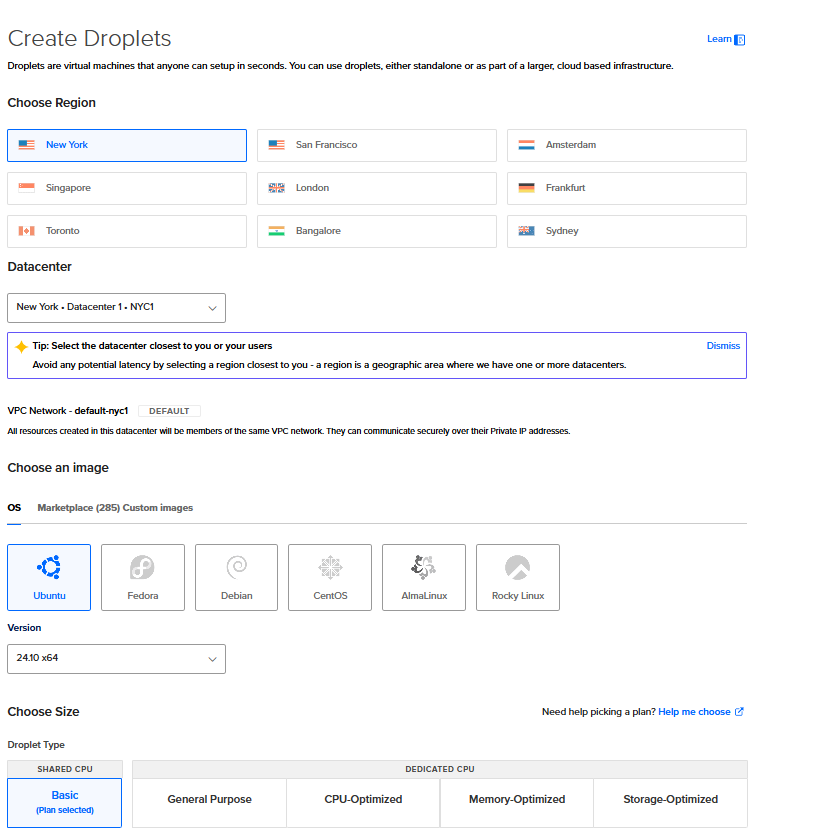 Create Droplets
Learn
Droplets are virtual machines that anyone can setup in seconds. You can use droplets, either standalone or as part of a larger, cloud based infrastructure.
Choose Region
New York
San Francisco
Amsterdam
Singapore
London
Frankfurt
Toronto
Bangalore
Sydney
Datacenter
New York • Datacenter 1 • NYC1
Tip: Select the datacenter closest to you or your users
Dismiss
Avoid any potential latency by selecting a region closest to you - a region is a geographic area where we have one or more datacenters.
VPC Network - default-nyc1 DEFAULT
All resources created in this datacenter will be members of the same VPC network. They can communicate securely over their Private IP addresses.
Choose an image
OS Marketplace (285) Custom images
Ubuntu
Fedora
Debian
CentOS
AlmaLinux
Rocky Linux
Version
24.10 x64
Choose Size
Need help picking a plan? Help me choose
Droplet Type
SHARED CPU
DEDICATED CPU
Basic
(Plan selected)
General Purpose
CPU-Optimized
Memory-Optimized
Storage-Optimized